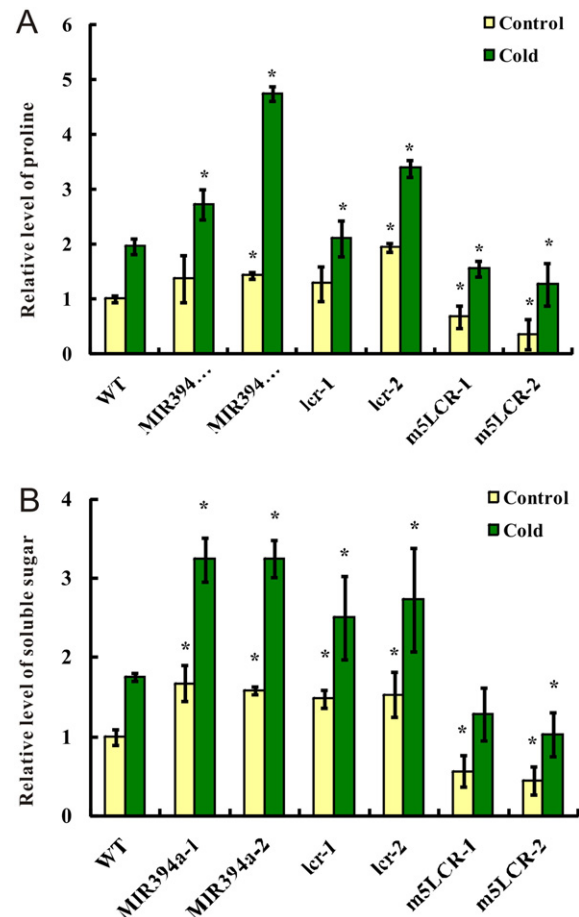 A
6
5
4
3
2
1
0
Relative level of proline
Control
Cold
*
*
*
*
*
*
*
*
*
*
WT
MIR394…
MIR394…
lcr-1
lcr-2
m5LCR-1
m5LCR-2
B
4
3
2
1
0
Relative level of soluble sugar
Control
Cold
*
*
*
*
*
*
*
*
*
*
*
WT
MIR394a-1
MIR394a-2
lcr-1
lcr-2
m5LCR-1
m5LCR-2